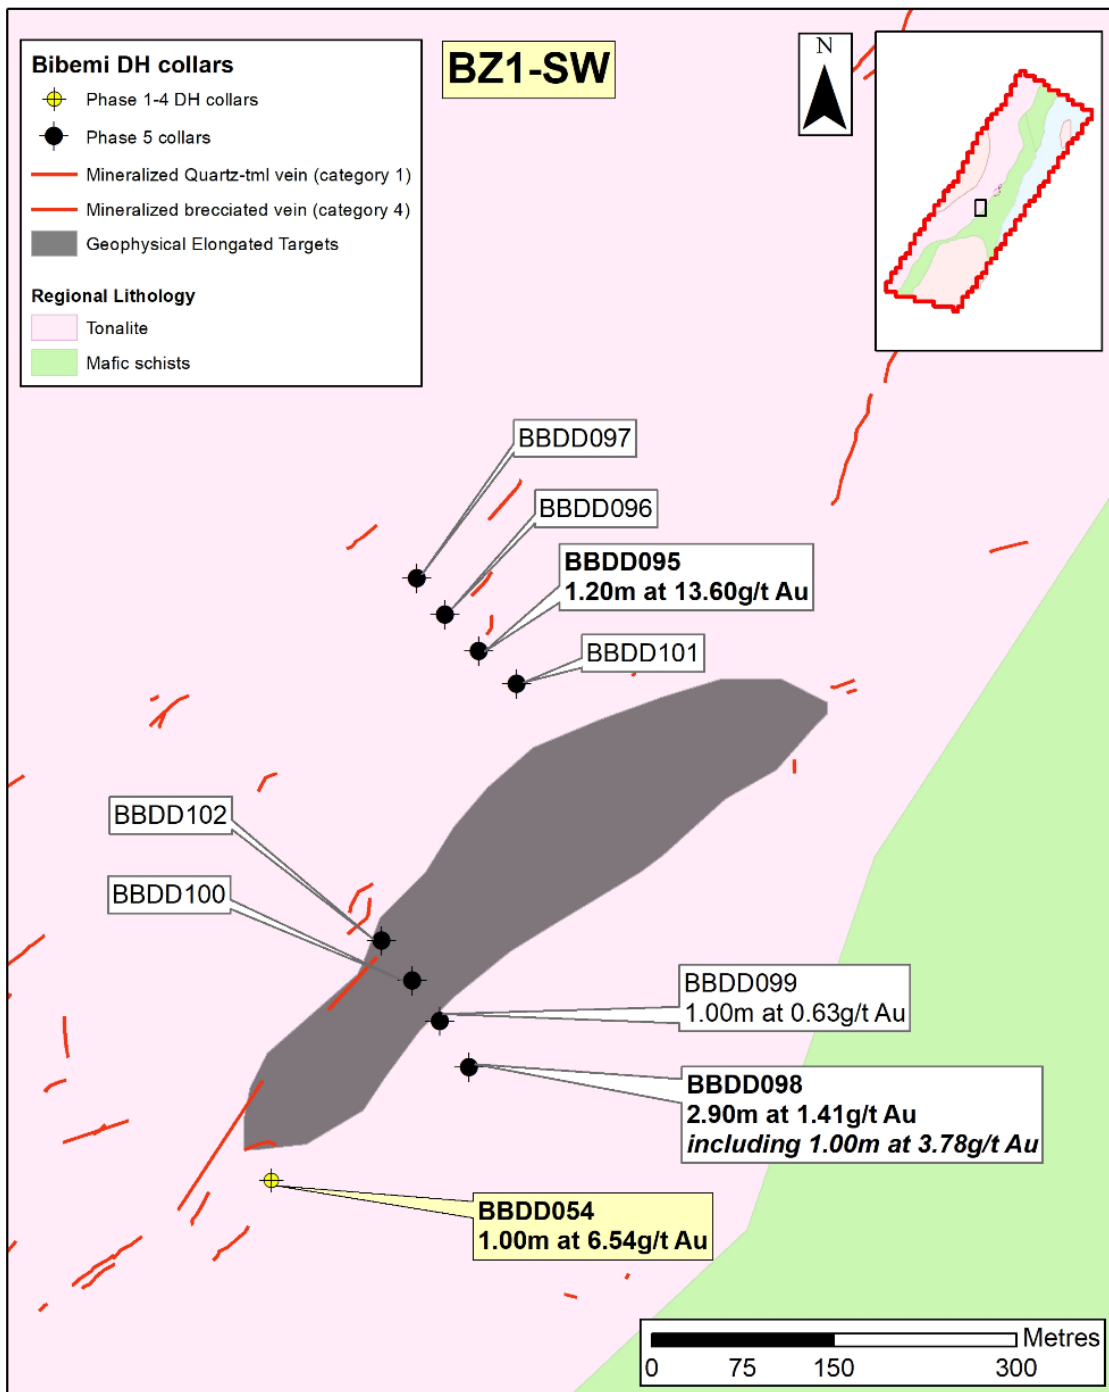 BZ1-SW
N
Bibemi DH collars
Phase 1-4 DH collars
Phase 5 collars
Mineralized Quartz-tml vein (category 1)
Mineralized brecciated vein (category 4)
Geophysical Elongated Targets
Regional Lithology
Tonalite
Mafic schists
BBDD097
BBDD096
BBDD095
1.20m at 13.60g/t Au
BBDD101
BBDD102
BBDD100
BBDD099
1.00m at 0.63g/t Au
BBDD098
2.90m at 1.41g/t Au
including 1.00m at 3.78g/t Au
BBDD054
1.00m at 6.54g/t Au
Metres
0 75 150 300